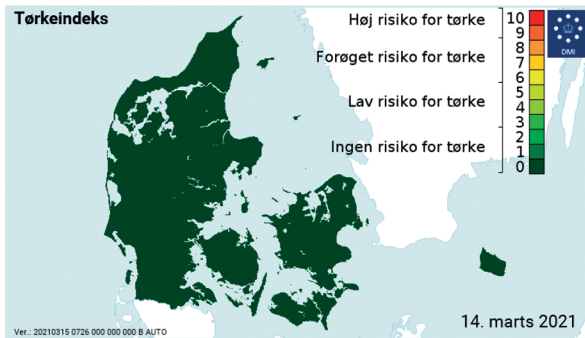 Tørkeindeks
Høj risiko for tørke
Forøget risiko for tørke
Lav risiko for tørke
Ingen risiko for tørke
10
9
8
7
6
5
4
3
2
1
0
DMI
14. marts 2021
Ver.: 20210315 0726 000 000 000 B AUTO